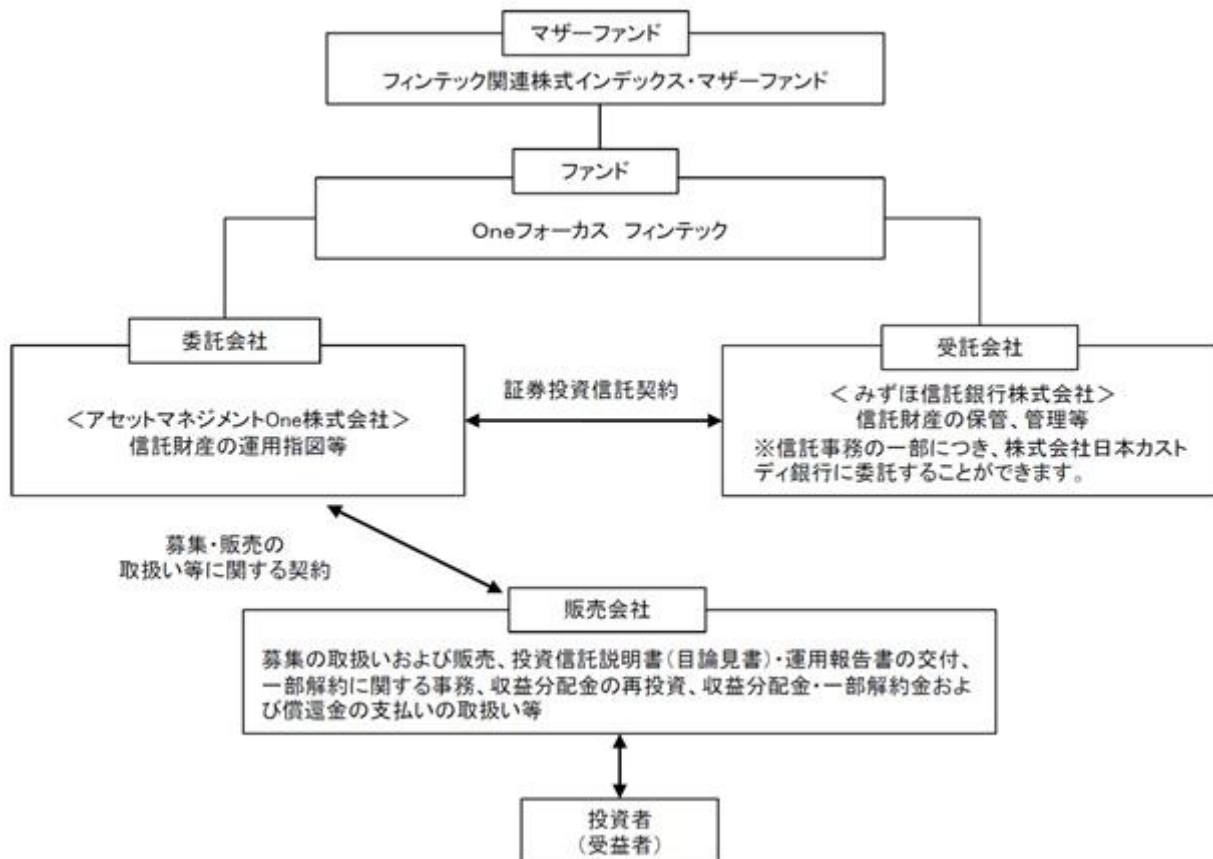 マザーファンド
フィンテック関連株式インデックス・マザーファンド
ファンド
Oneフォーカス　フィンテック
委託会社
＜アセットマネジメントOne株式会社＞
信託財産の運用指図等
証券投資信託契約
受託会社
＜みずほ信託銀行株式会社＞
信託財産の保管、管理等
※信託事務の一部につき、株式会社日本カスト
ディ銀行に委託することができます。
募集・販売の
取扱い等に関する契約
販売会社
募集の取扱いおよび販売、投資信託説明書（目論見書）・運用報告書の交付、
一部解約に関する事務、収益分配金の再投資、収益分配金・一部解約金およ
び償還金の支払いの取扱い等
投資者
（受益者）